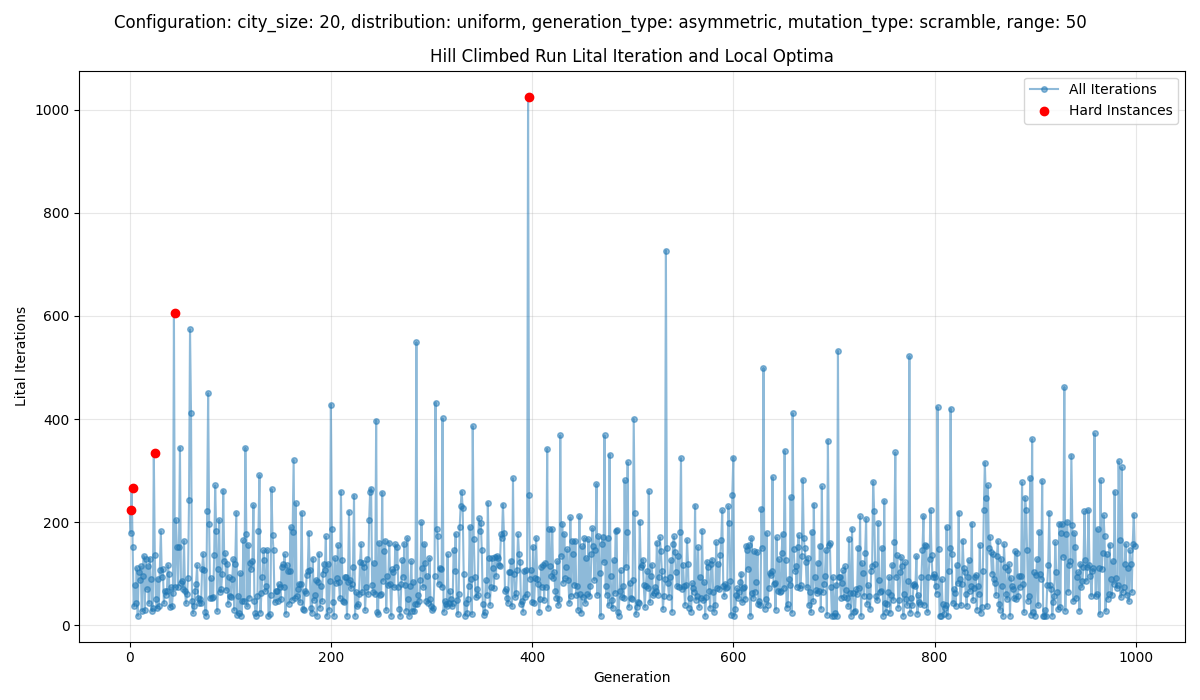 Configuration: city_size: 20, distribution: uniform, generation_type: asymmetric, mutation_type: scramble, range: 50
Hill Climbed Run Lital Iteration and Local Optima
All Iterations
Hard Instances
1000
800
600
400
200
0
Lital Iterations
0 200 400 600 800 1000
Generation